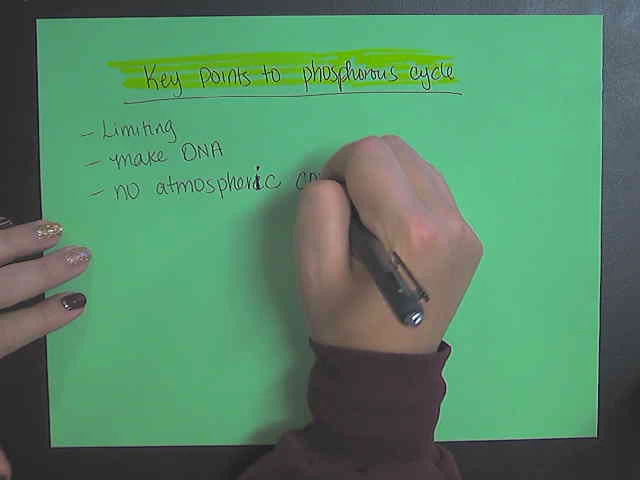 Key points to phosphorous cycle
- Limiting
- make DNA
- no atmospheric